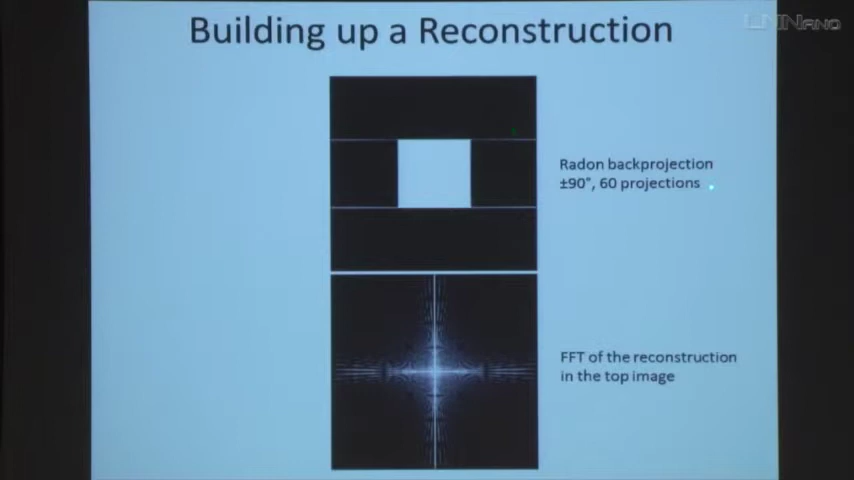 Building up a Reconstruction
Radon backprojection
±90°, 60 projections
FFT of the reconstruction
in the top image